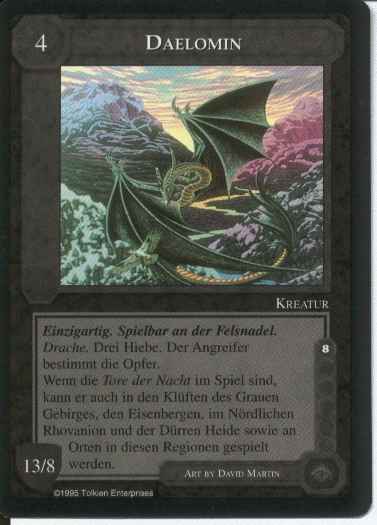 4
DAELOMIN
KREATUR
Einzigartig. Spielbar an der Felsnadel.
Drache. Drei Hiebe. Der Angreifer
bestimmt die Opfer.
8
Wenn die Tore der Nacht im Spiel sind,
kann er auch in den Klüften des Grauen
Gebirges, den Eisenbergen, im Nördlichen
Rhovanion und der Dürren Heide sowie an
Orten in diesen Regionen gespielt
werden.
13/8
ART BY DAVID MARTIN
©1995 Tolkien Enterprises